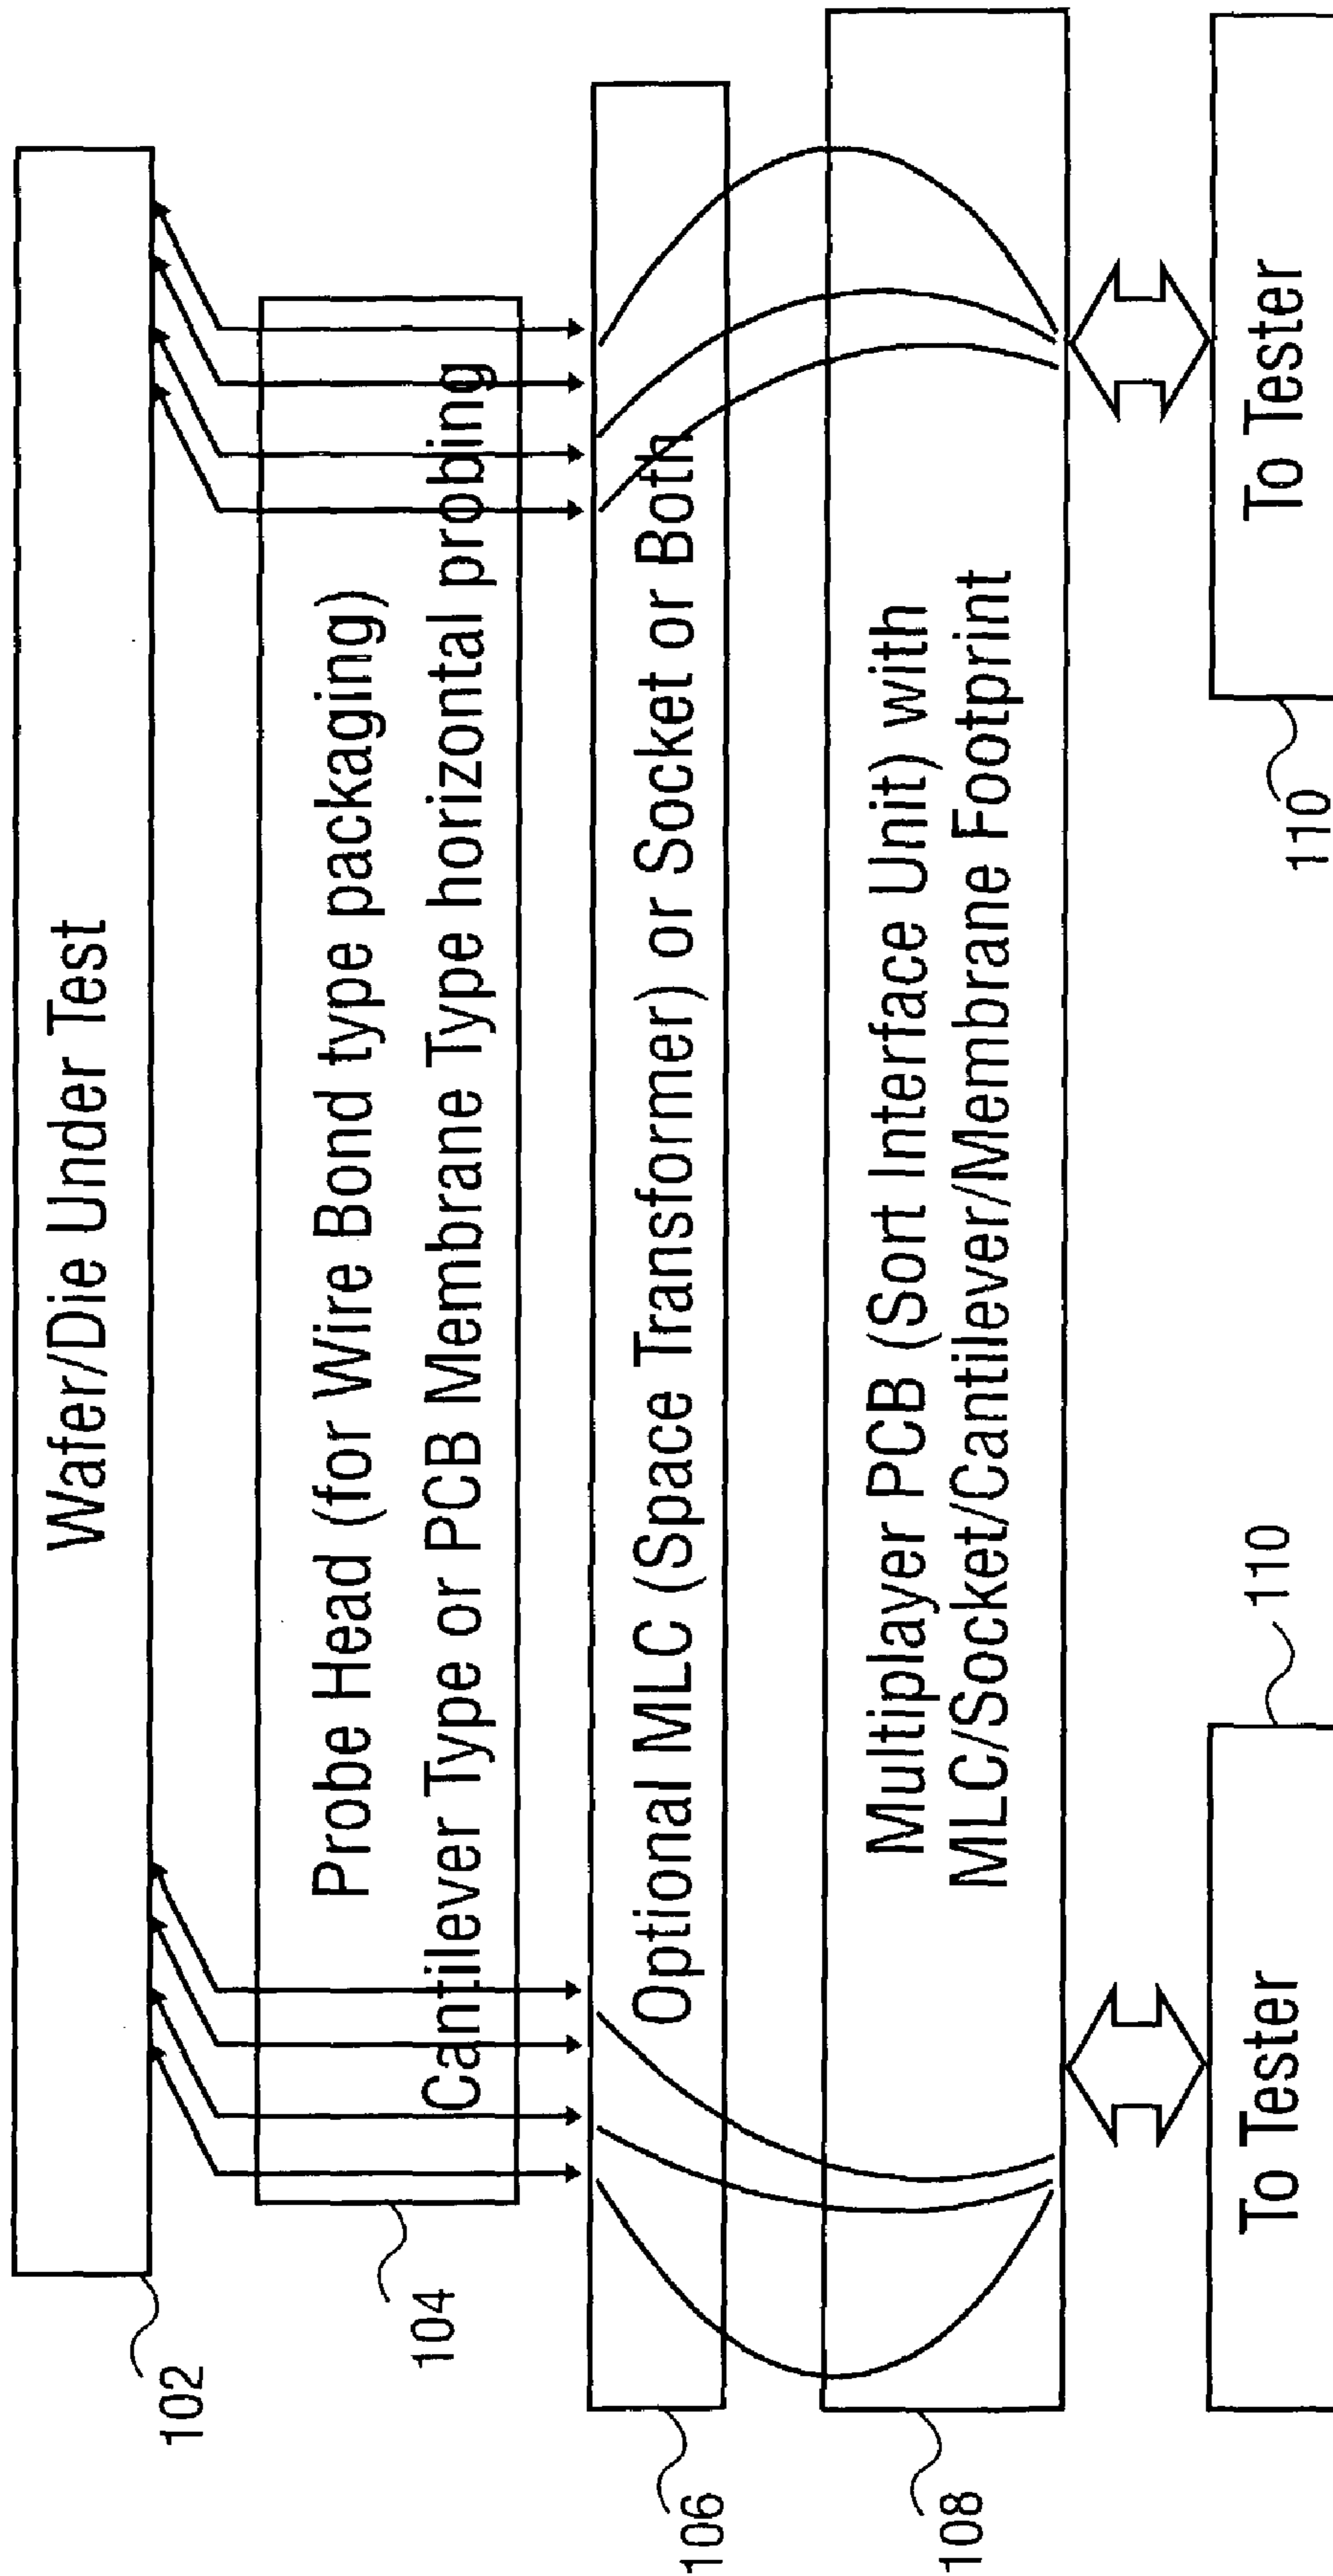 Wafer/Die Under Test
102
Probe Head (for Wire Bond type packaging)
Cantilever Type or PCB Membrane Type horizontal probing
104
Optional MLC (Space Transformer) or Socket or Both
106
Multiplayer PCB (Sort Interface Unit) with
MLC/Socket/Cantilever/Membrane Footprint
108
To Tester
110
To Tester
110